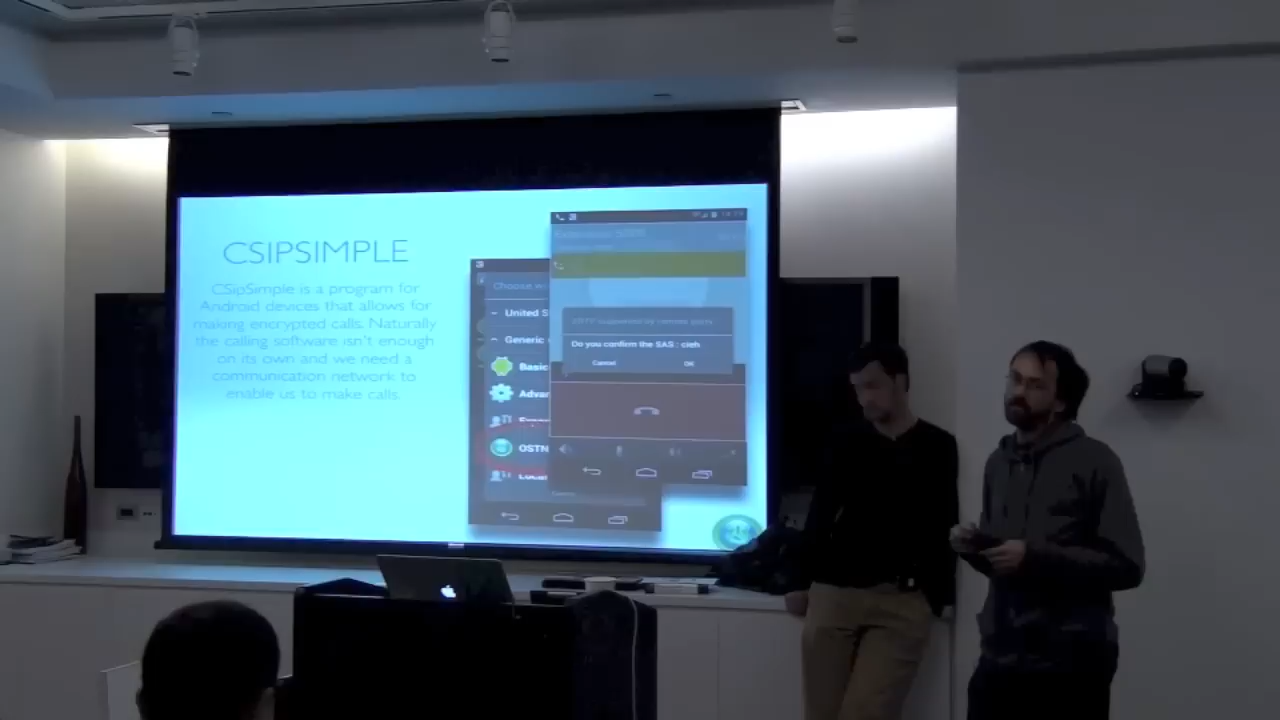 CSIPSIMPLE
CSipSimple is a program for
Android devices that allows for
making encrypted calls. Naturally
the calling software isn't enough
on its own and we need a
communication network to
enable us to make calls.
Choose wi
United S
Generic
Basic
Advan
OSTN
Do you confirm the SAS : cieh
Cancel
OK